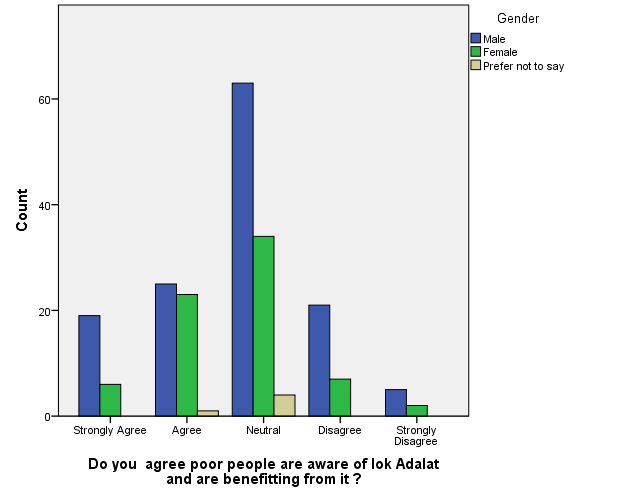 Gender
Male
Female
Prefer not to say
Count
60
40
20
0
Strongly Agree
Agree
Neutral
Disagree
Strongly
Disagree
Do you  agree poor people are aware of lok Adalat
and are benefitting from it ?